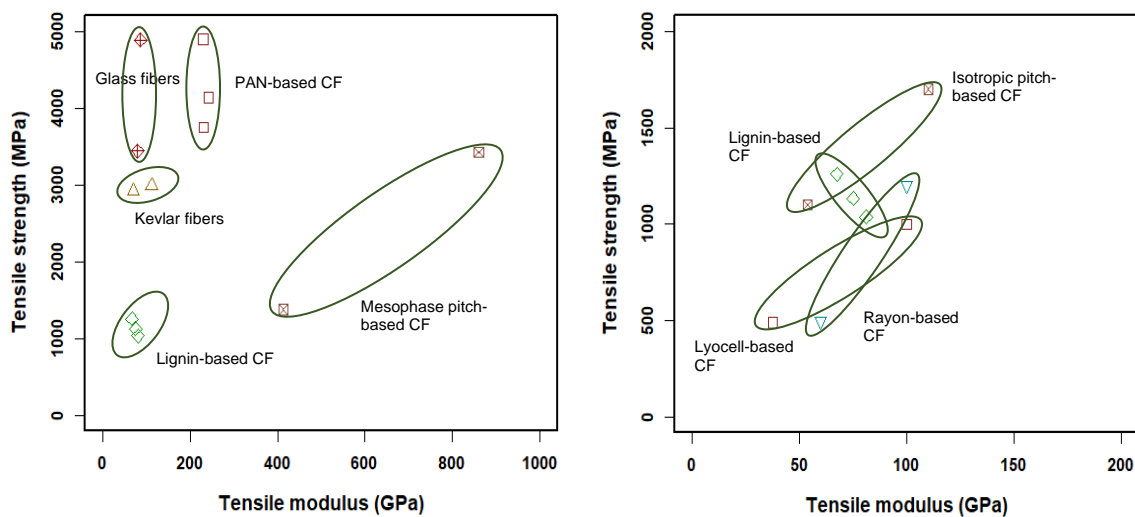 Tensile strength (MPa)
5000
4000
3000
2000
1000
0
Glass fibers
PAN-based CF
Kevlar fibers
Mesophase pitch-
based CF
Lignin-based CF
0
200
400
600
800
1000
Tensile modulus (GPa)
Tensile strength (MPa)
2000
1500
1000
500
0
Isotropic pitch-
based CF
Lignin-based
CF
Rayon-based
CF
Lyocell-based
CF
0
50
100
150
200
Tensile modulus (GPa)